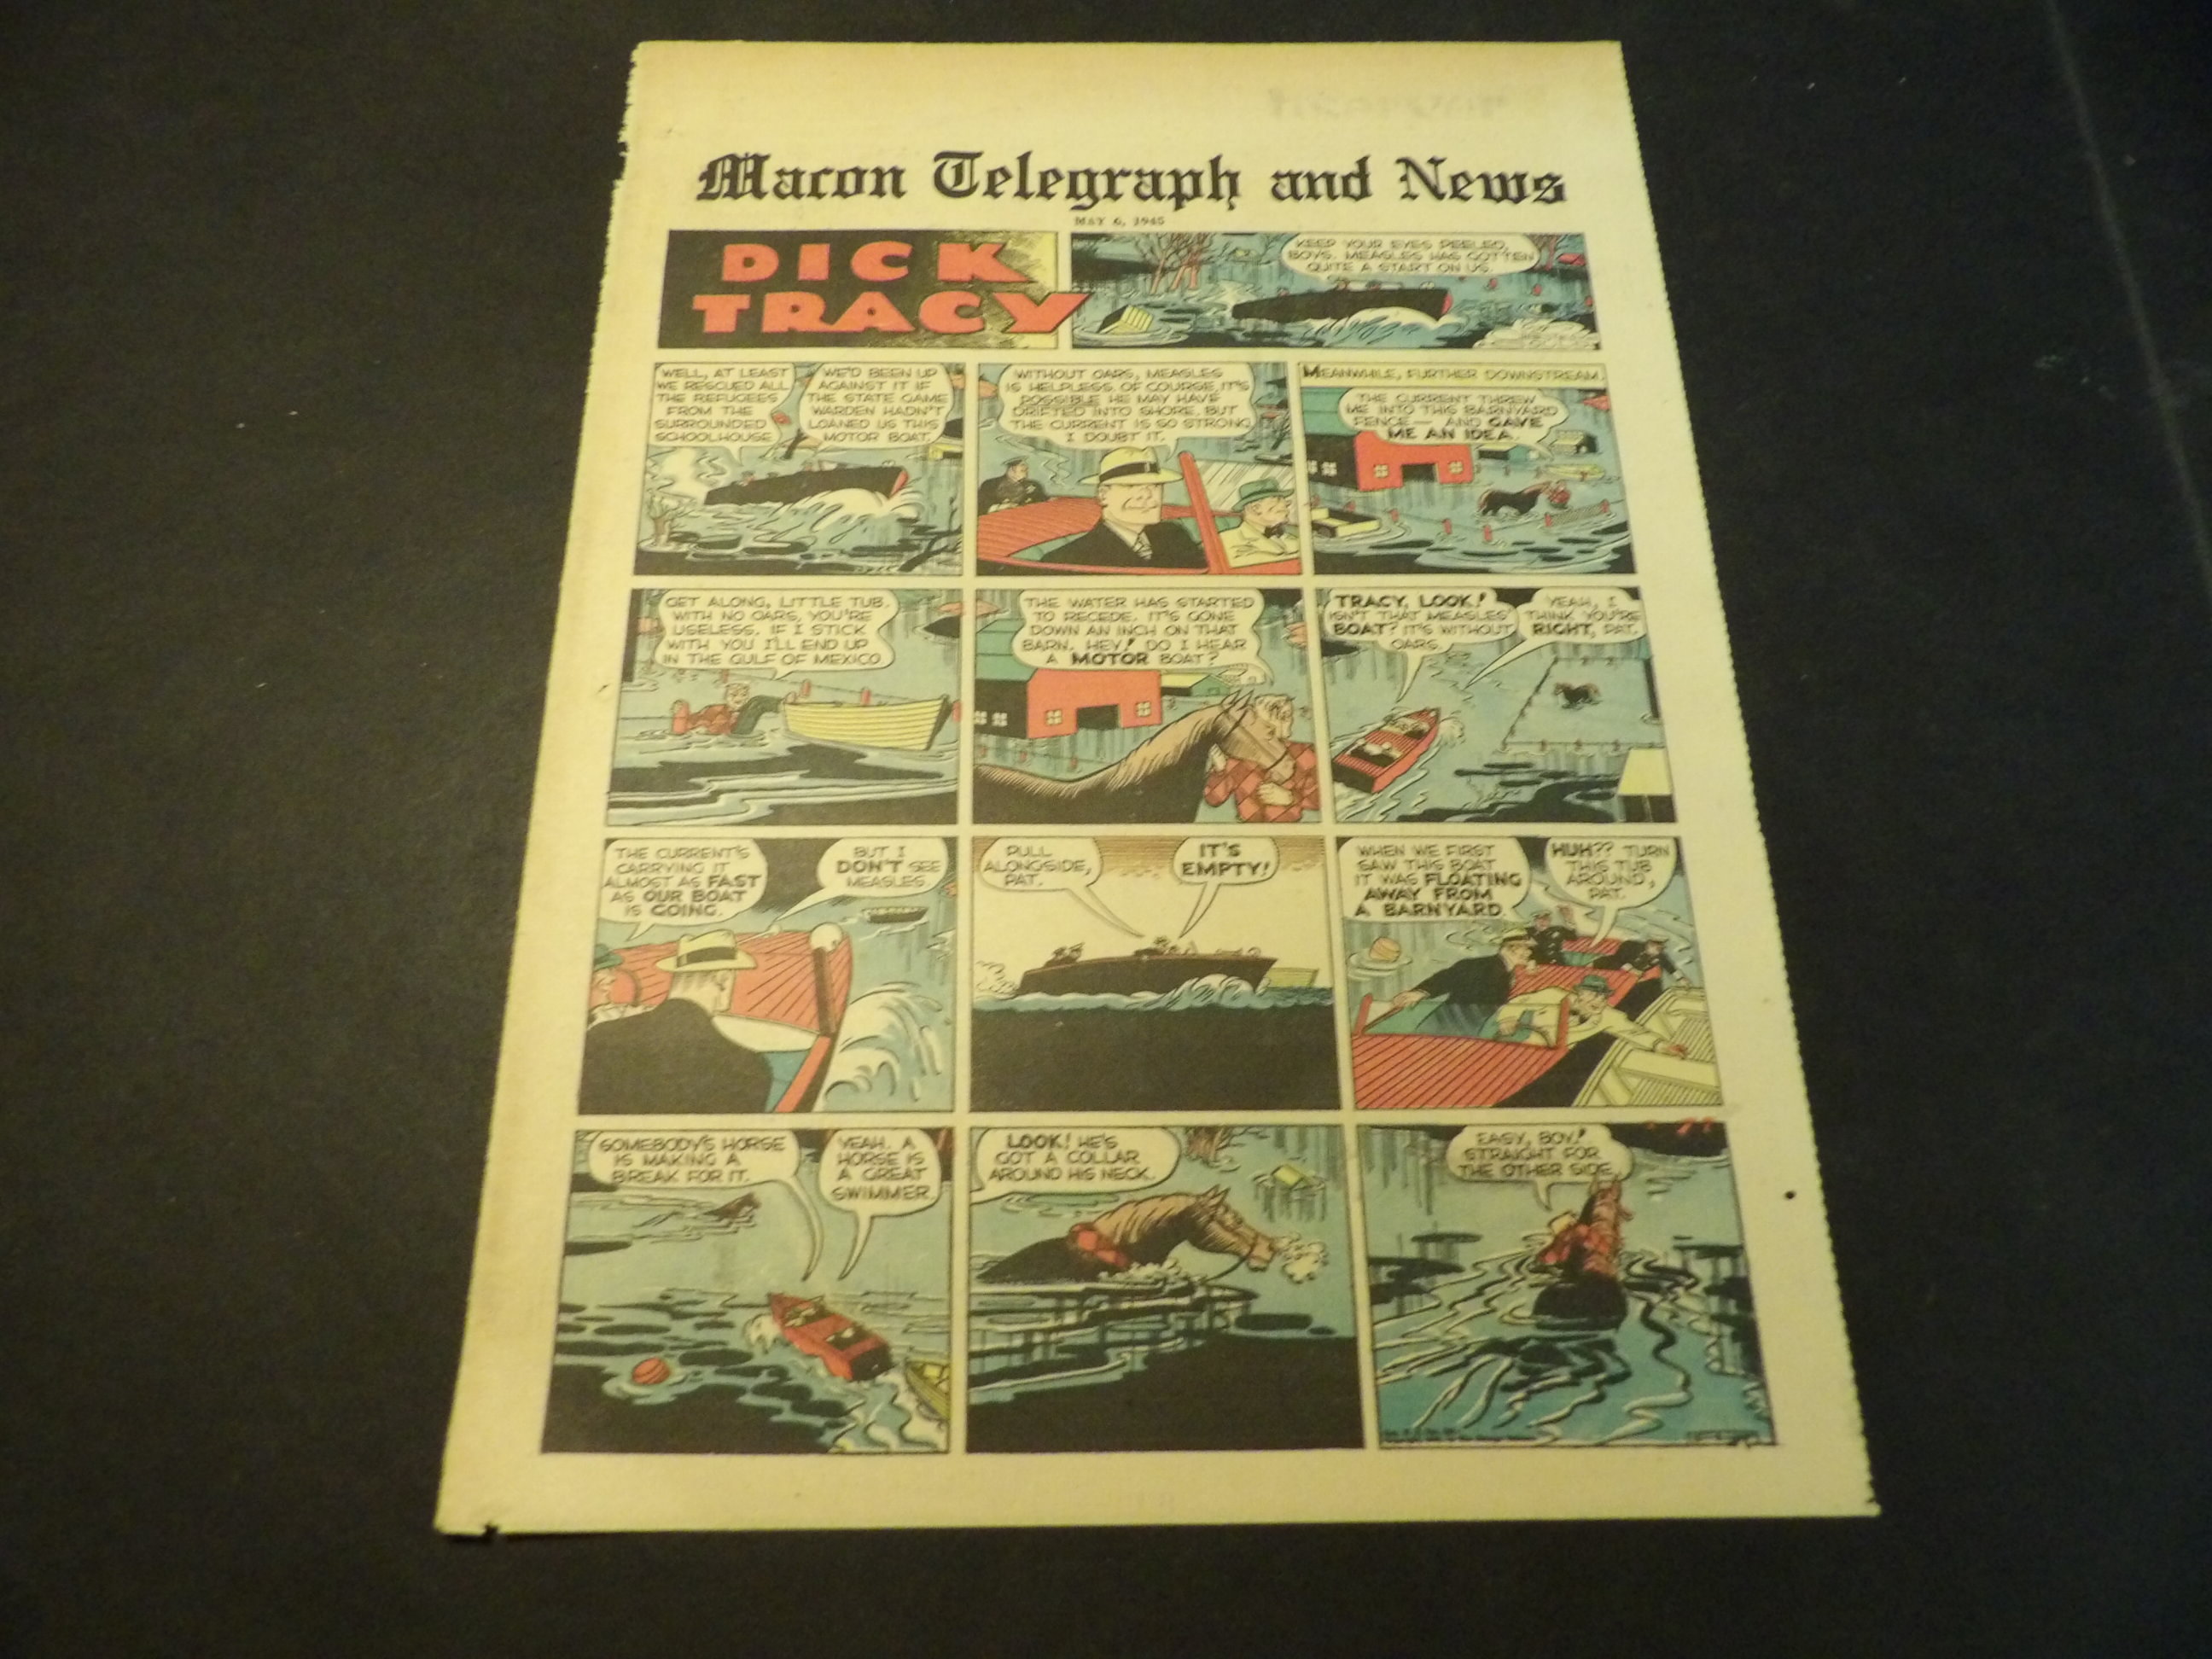 Macon Telegraph and News
MAY 6, 1945
DICK
TRACY
KEEP YOUR EYES PEELED,
BOYS. MEASLES HAS GOTTEN
QUITE A START ON US.
WELL, AT LEAST
WE RESCUED ALL
THE REFUGEES
FROM THE
SURROUNDED
SCHOOLHOUSE.
WE'D BEEN UP
AGAINST IT IF
THE STATE GAME
WARDEN HADN'T
LOANED US THIS
MOTOR BOAT.
WITHOUT OARS, MEASLES
IS HELPLESS. OF COURSE, IT'S
POSSIBLE HE MAY HAVE
DRIFTED INTO SHORE, BUT
THE CURRENT IS SO STRONG,
I DOUBT IT.
MEANWHILE, FURTHER DOWNSTREAM.
THE CURRENT THREW
ME INTO THIS BARNYARD
FENCE— AND GAVE
ME AN IDEA.
GET ALONG, LITTLE TUB.
WITH NO OARS, YOU'RE
USELESS. IF I STICK
WITH YOU I'LL END UP
IN THE GULF OF MEXICO.
THE WATER HAS STARTED
TO RECEDE. IT'S GONE
DOWN AN INCH ON THAT
BARN. HEY! DO I HEAR
A MOTOR BOAT?
TRACY, LOOK!
ISN'T THAT MEASLES'
BOAT? IT'S WITHOUT
OARS.
YEAH, I
THINK YOU'RE
RIGHT, PAT.
THE CURRENT'S
CARRYING IT
ALMOST AS FAST
AS OUR BOAT
IS GOING.
BUT I
DON'T SEE
MEASLES.
PULL
ALONGSIDE,
PAT.
IT'S
EMPTY!
WHEN WE FIRST
SAW THIS BOAT
IT WAS FLOATING
AWAY FROM
A BARNYARD.
HUH?? TURN
THIS TUB
AROUND,
PAT.
SOMEBODY'S HORSE
IS MAKING A
BREAK FOR IT.
YEAH. A
HORSE IS
A GREAT
SWIMMER.
LOOK! HE'S
GOT A COLLAR
AROUND HIS NECK.
EASY, BOY!
STRAIGHT FOR
THE OTHER SIDE.